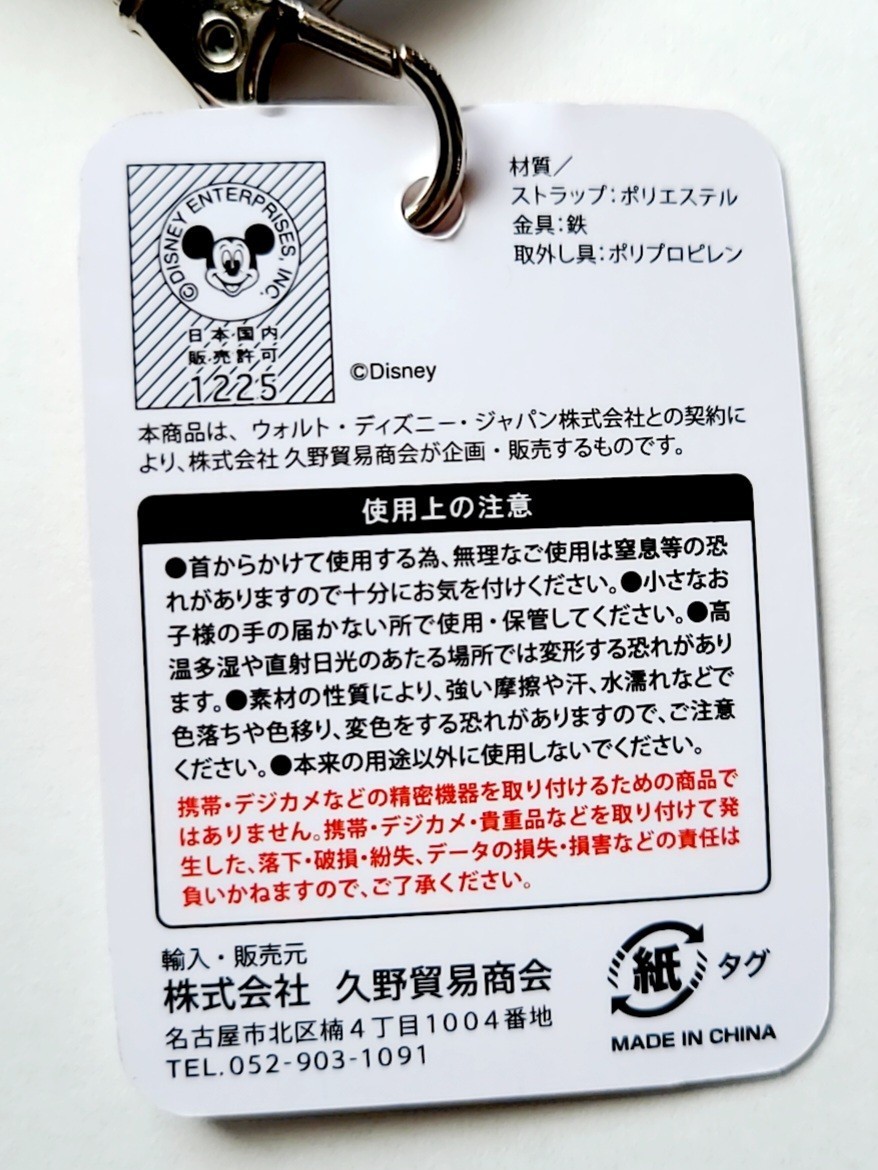 ©DISNEY ENTERPRISES, INC.
日本国内
販売許可
1225
©Disney
材質／
ストラップ：ポリエステル
金具：鉄
取外し具：ポリプロピレン
本商品は、ウォルト・ディズニー・ジャパン株式会社との契約に
より、株式会社 久野貿易商会が企画・販売するものです。
使用上の注意
●首からかけて使用する為、無理なご使用は窒息等の恐
れがありますので十分にお気を付けください。●小さなお
子様の手の届かない所で使用・保管してください。●高
温多湿や直射日光のあたる場所では変形する恐れがあり
ます。●素材の性質により、強い摩擦や汗、水濡れなどで
色落ちや色移り、変色をする恐れがありますので、ご注意
ください。●本来の用途以外に使用しないでください。
携帯・デジカメなどの精密機器を取り付けるための商品で
はありません。携帯・デジカメ・貴重品などを取り付けて発
生した、落下・破損・紛失、データの損失・損害などの責任は
負いかねますので、ご了承ください。
輸入・販売元
株式会社 久野貿易商会
名古屋市北区楠4丁目1004番地
TEL.052-903-1091
紙 タグ
MADE IN CHINA